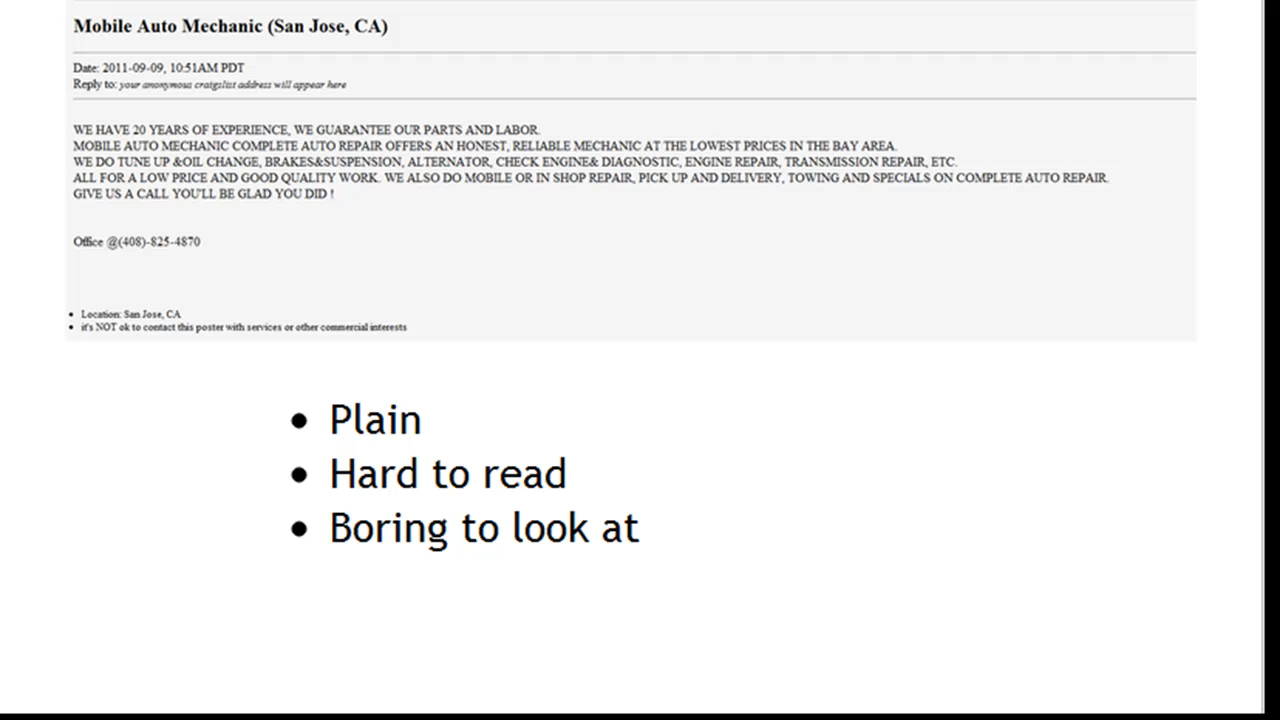 Mobile Auto Mechanic (San Jose, CA)
Date: 2011-09-09, 10:51AM PDT
Reply to: your anonymous craigslist address will appear here
WE HAVE 20 YEARS OF EXPERIENCE, WE GUARANTEE OUR PARTS AND LABOR.
MOBILE AUTO MECHANIC COMPLETE AUTO REPAIR OFFERS AN HONEST, RELIABLE MECHANIC AT THE LOWEST PRICES IN THE BAY AREA.
WE DO TUNE UP &OIL CHANGE, BRAKES&SUSPENSION, ALTERNATOR, CHECK ENGINE& DIAGNOSTIC, ENGINE REPAIR, TRANSMISSION REPAIR, ETC.
ALL FOR A LOW PRICE AND GOOD QUALITY WORK. WE ALSO DO MOBILE OR IN SHOP REPAIR, PICK UP AND DELIVERY, TOWING AND SPECIALS ON COMPLETE AUTO REPAIR.
GIVE US A CALL YOU'LL BE GLAD YOU DID !
Office @(408)-825-4870
• Location: San Jose, CA
• it's NOT ok to contact this poster with services or other commercial interests
• Plain
• Hard to read
• Boring to look at